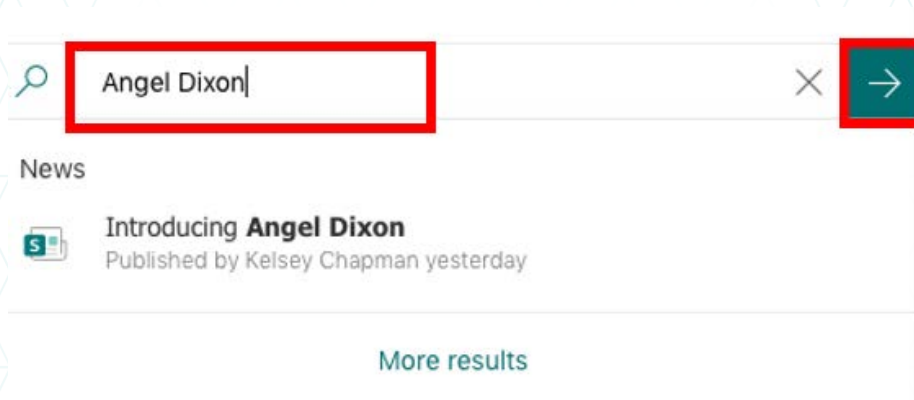 Angel Dixon
News
Introducing Angel Dixon
S
Published by Kelsey Chapman yesterday
More results